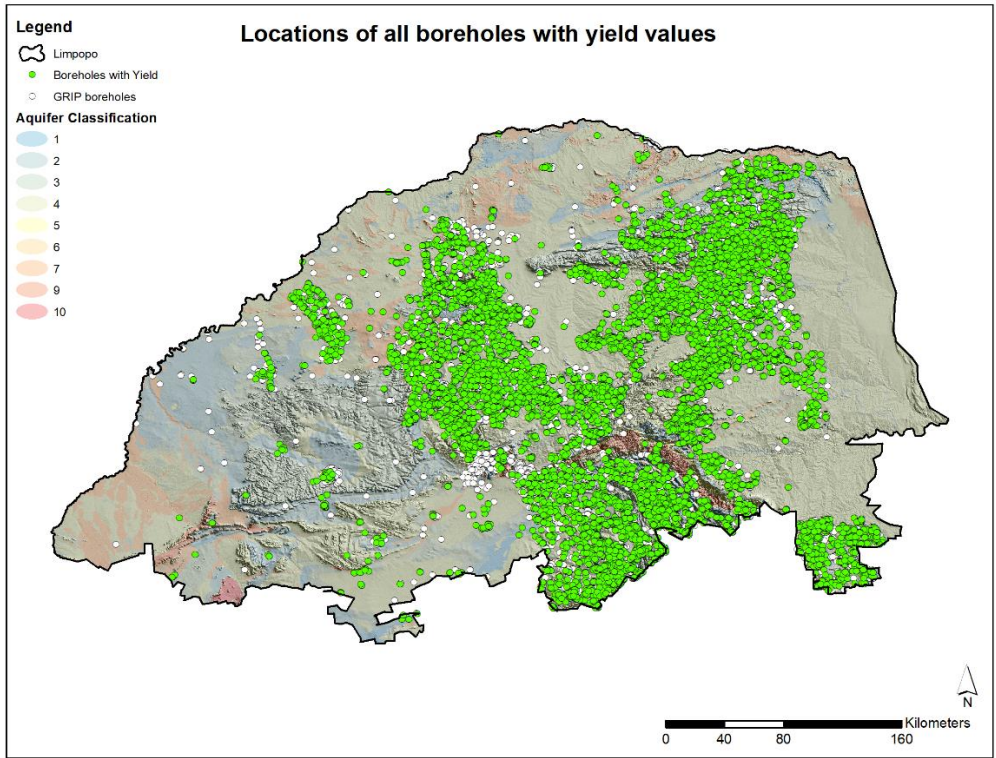 Locations of all boreholes with yield values
Legend
Limpopo
Boreholes with Yield
GRIP boreholes
Aquifer Classification
1
2
3
4
5
6
7
9
10
N
Kilometers
0 40 80 160